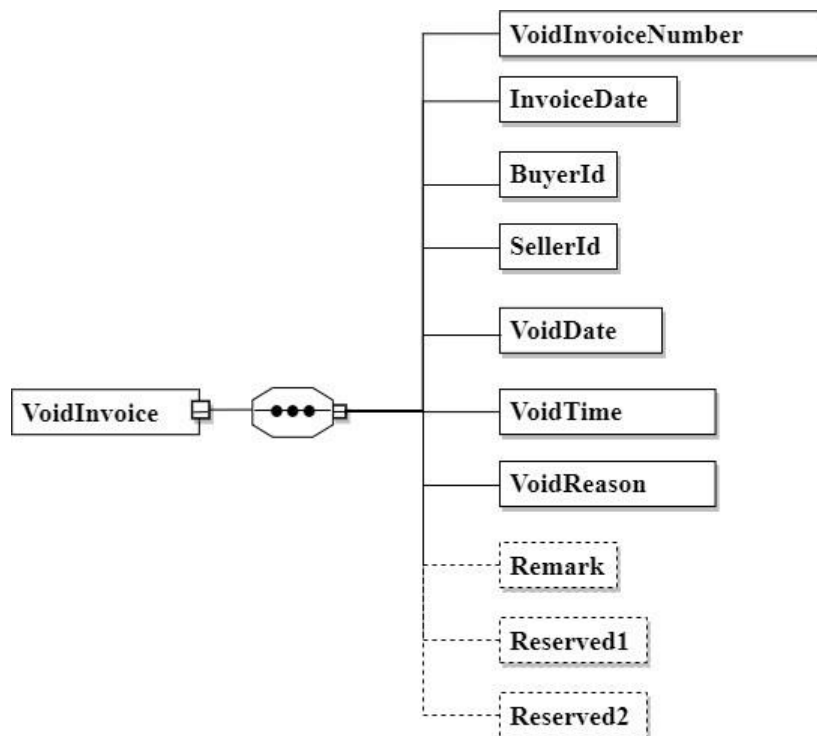 VoidInvoiceNumber
InvoiceDate
BuyerId
SellerId
VoidDate
VoidInvoice
VoidTime
VoidReason
Remark
Reserved1
Reserved2